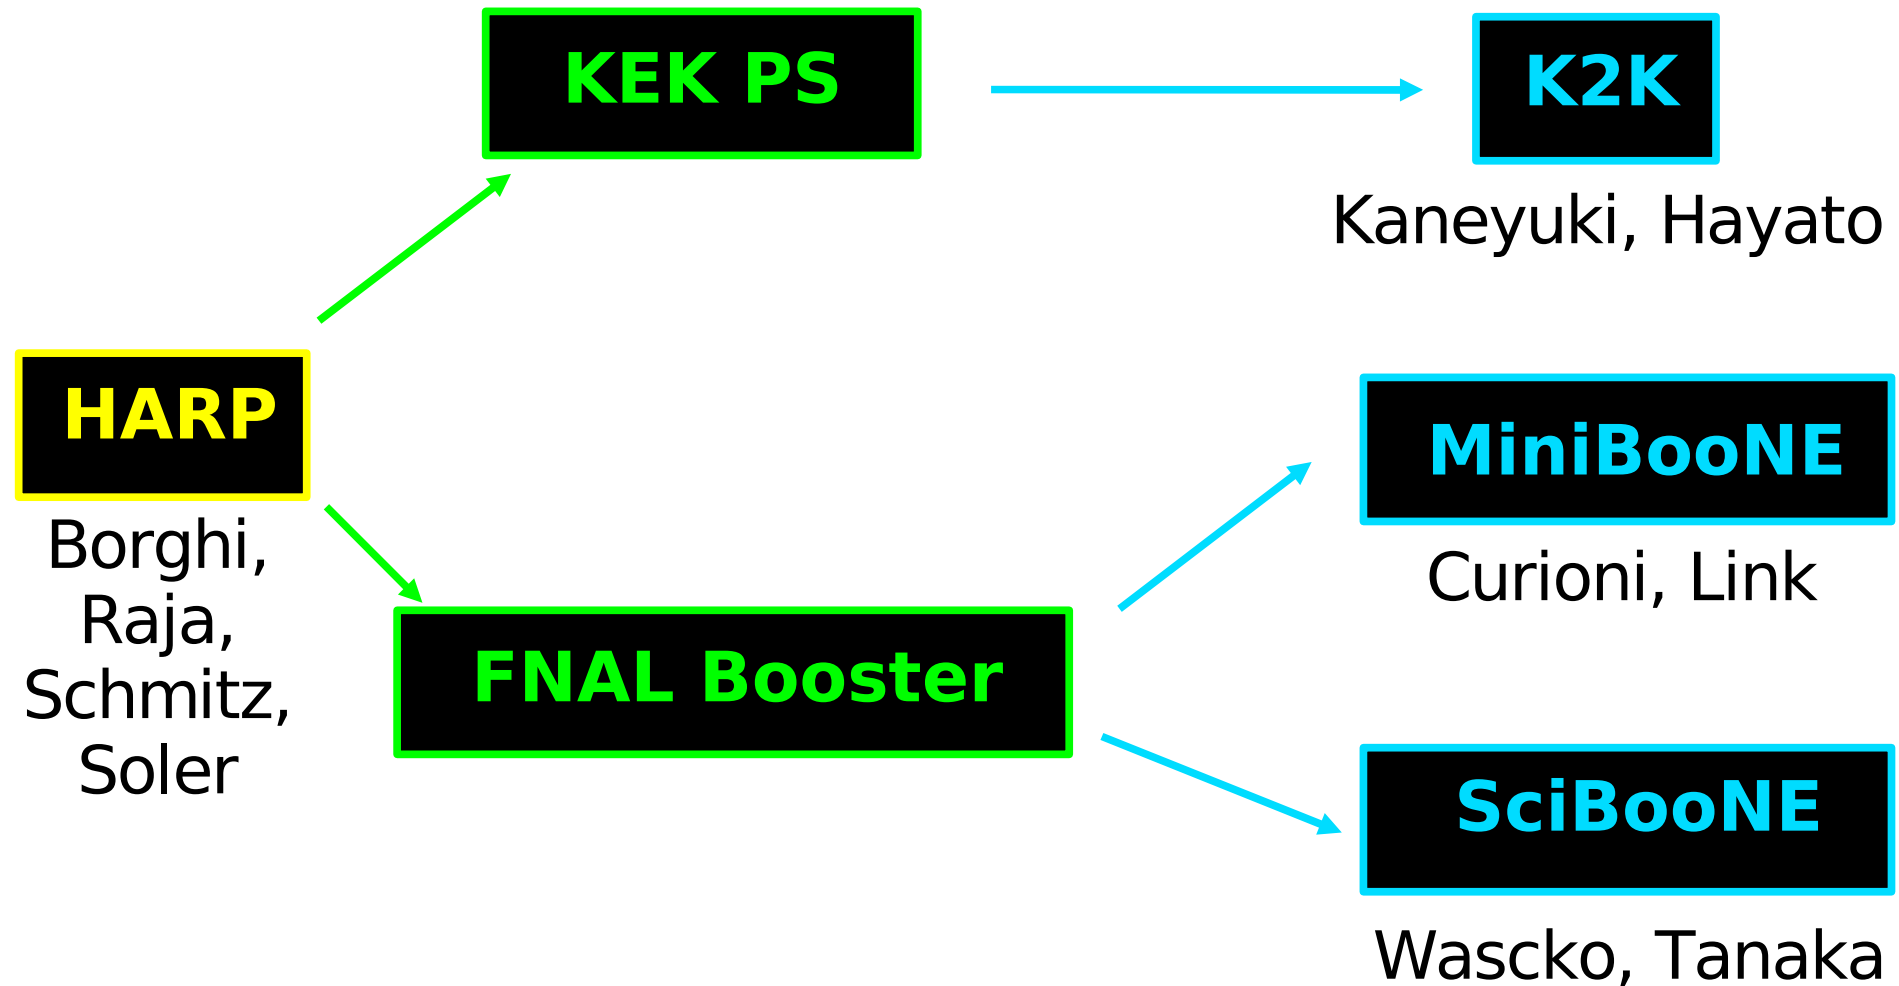 KEK PS
K2K
Kaneyuki, Hayato
HARP
Borghi,
Raja,
Schmitz,
Soler
MiniBooNE
Curioni, Link
FNAL Booster
SciBooNE
Wascko, Tanaka